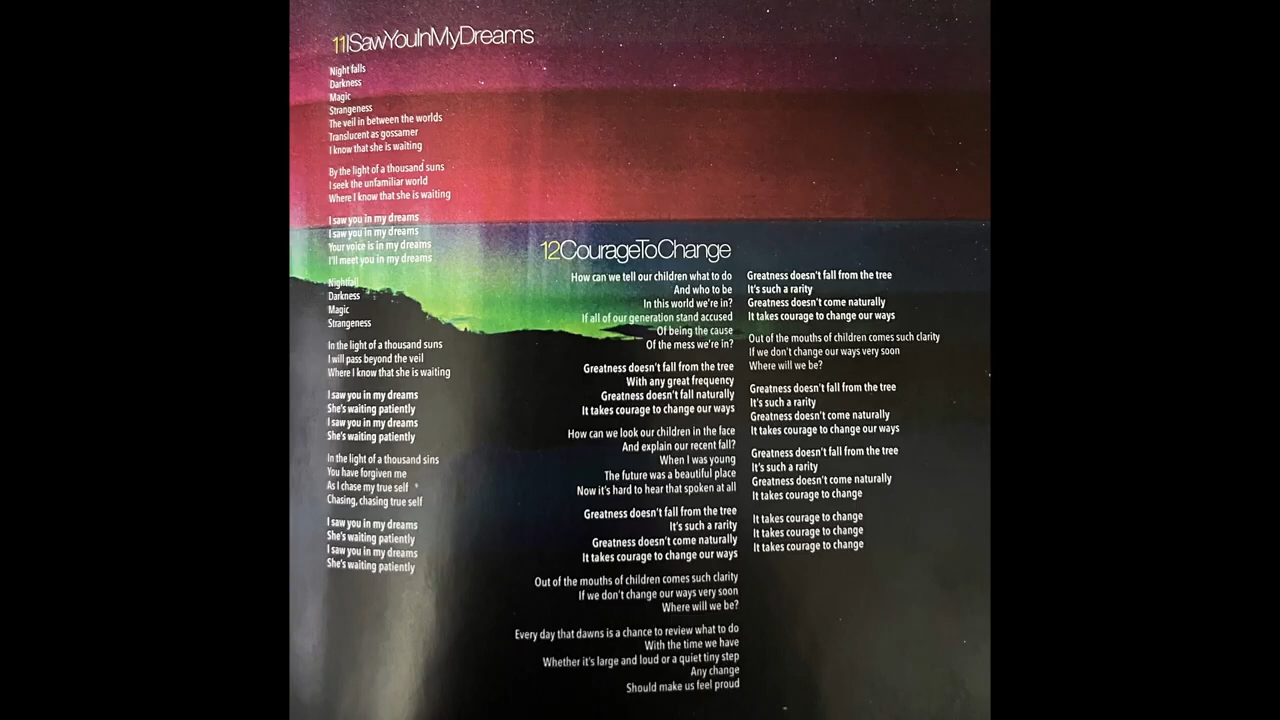 11ISawYouInMyDreams
Night falls
Darkness
Magic
Strangeness
The veil in between the worlds
Translucent as gossamer
I know that she is waiting
By the light of a thousand suns
I seek the unfamiliar world
Where I know that she is waiting
I saw you in my dreams
I saw you in my dreams
Your voice is in my dreams
I'll meet you in my dreams
Nightfall
Darkness
Magic
Strangeness
In the light of a thousand suns
I will pass beyond the veil
Where I know that she is waiting
I saw you in my dreams
She's waiting patiently
I saw you in my dreams
She's waiting patiently
In the light of a thousand sins
You have forgiven me
As I chase my true self
Chasing, chasing true self
I saw you in my dreams
She's waiting patiently
I saw you in my dreams
She's waiting patiently
12CourageToChange
How can we tell our children what to do
And who to be
In this world we're in?
If all of our generation stand accused
Of being the cause
Of the mess we're in?
Greatness doesn't fall from the tree
With any great frequency
Greatness doesn't fall naturally
It takes courage to change our ways
How can we look our children in the face
And explain our recent fall?
When I was young
The future was a beautiful place
Now it's hard to hear that spoken at all
Greatness doesn't fall from the tree
It's such a rarity
Greatness doesn't come naturally
It takes courage to change our ways
Out of the mouths of children comes such clarity
If we don't change our ways very soon
Where will we be?
Every day that dawns is a chance to review what to do
With the time we have
Whether it's large and loud or a quiet tiny step
Any change
Should make us feel proud
Greatness doesn't fall from the tree
It's such a rarity
Greatness doesn't come naturally
It takes courage to change our ways
Out of the mouths of children comes such clarity
If we don't change our ways very soon
Where will we be?
Greatness doesn't fall from the tree
It's such a rarity
Greatness doesn't come naturally
It takes courage to change our ways
Greatness doesn't fall from the tree
It's such a rarity
Greatness doesn't come naturally
It takes courage to change
It takes courage to change
It takes courage to change
It takes courage to change